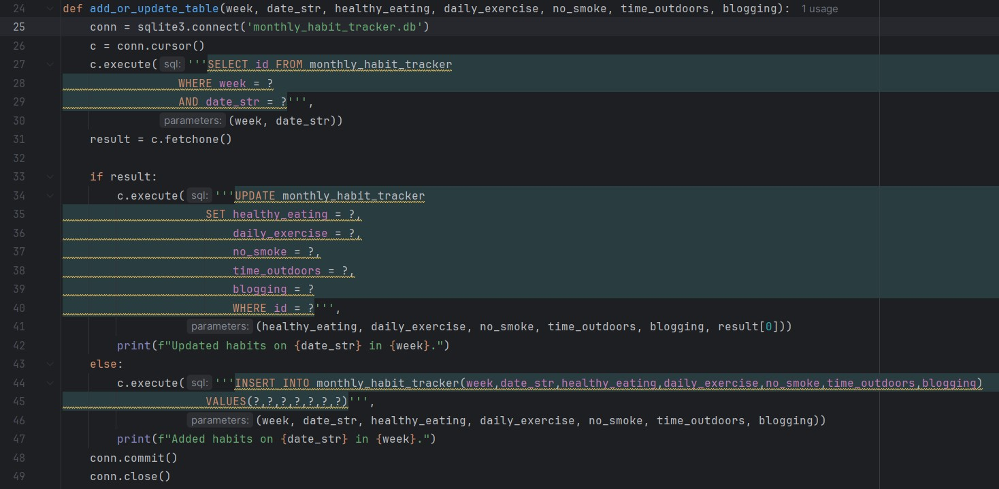 24 def add_or_update_table(week, date_str, healthy_eating, daily_exercise, no_smoke, time_outdoors, blogging): 1 usage
25     conn = sqlite3.connect('monthly_habit_tracker.db')
26     c = conn.cursor()
27     c.execute( sql: '''SELECT id FROM monthly_habit_tracker
28                  WHERE week = ?
29                  AND date_str = ?''',
30               parameters: (week, date_str))
31     result = c.fetchone()
32
33     if result:
34         c.execute( sql: '''UPDATE monthly_habit_tracker
35                      SET healthy_eating = ?,
36                          daily_exercise = ?,
37                          no_smoke = ?,
38                          time_outdoors = ?,
39                          blogging = ?
40                          WHERE id = ?''',
41                   parameters: (healthy_eating, daily_exercise, no_smoke, time_outdoors, blogging, result[0]))
42         print(f"Updated habits on {date_str} in {week}.")
43     else:
44         c.execute( sql: '''INSERT INTO monthly_habit_tracker(week,date_str,healthy_eating,daily_exercise,no_smoke,time_outdoors,blogging)
45                      VALUES(?,?,?,?,?,?,?)''',
46                   parameters: (week, date_str, healthy_eating, daily_exercise, no_smoke, time_outdoors, blogging))
47         print(f"Added habits on {date_str} in {week}.")
48     conn.commit()
49     conn.close()